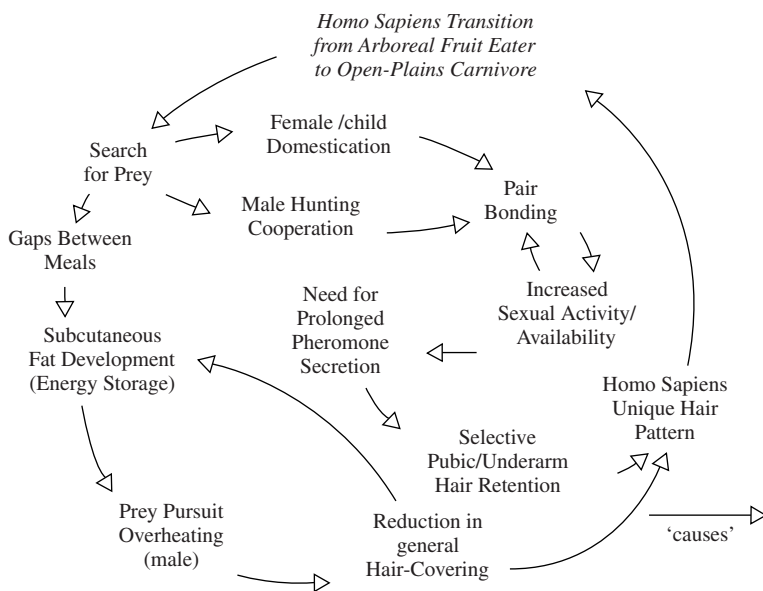 Homo Sapiens Transition
from Arboreal Fruit Eater
to Open-Plains Carnivore
Female /child
Domestication
Search
for Prey
Pair
Bonding
Male Hunting
Cooperation
Gaps Between
Meals
Increased
Sexual Activity/
Availability
Need for
Prolonged
Pheromone
Secretion
Subcutaneous
Fat Development
(Energy Storage)
Homo Sapiens
Unique Hair
Pattern
Selective
Pubic/Underarm
Hair Retention
Prey Pursuit
Overheating
(male)
Reduction in
general
Hair-Covering
‘causes’